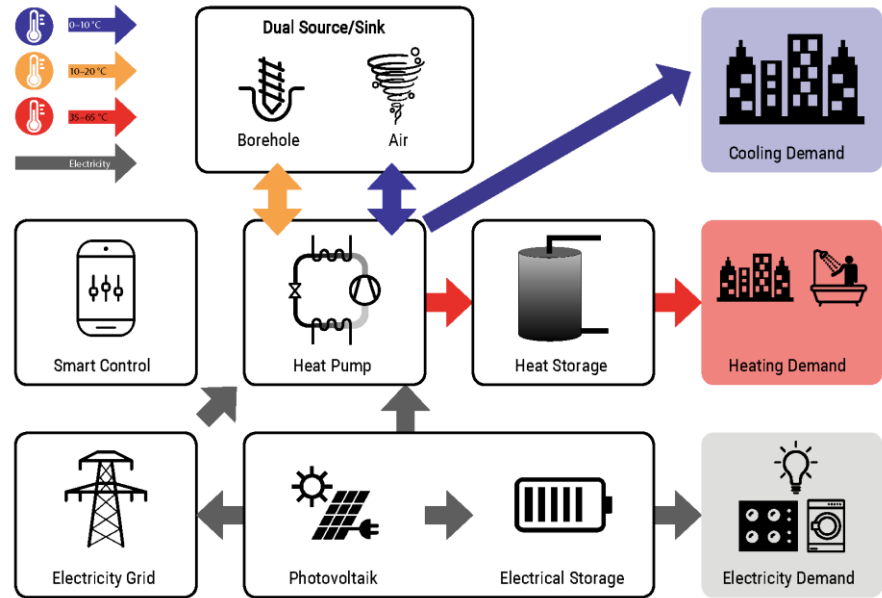 0–10 °C
10–20 °C
35–65 °C
Electricity
Dual Source/Sink
Borehole
Air
Cooling Demand
Smart Control
Heat Pump
Heat Storage
Heating Demand
Electricity Grid
Photovoltaik
Electrical Storage
Electricity Demand